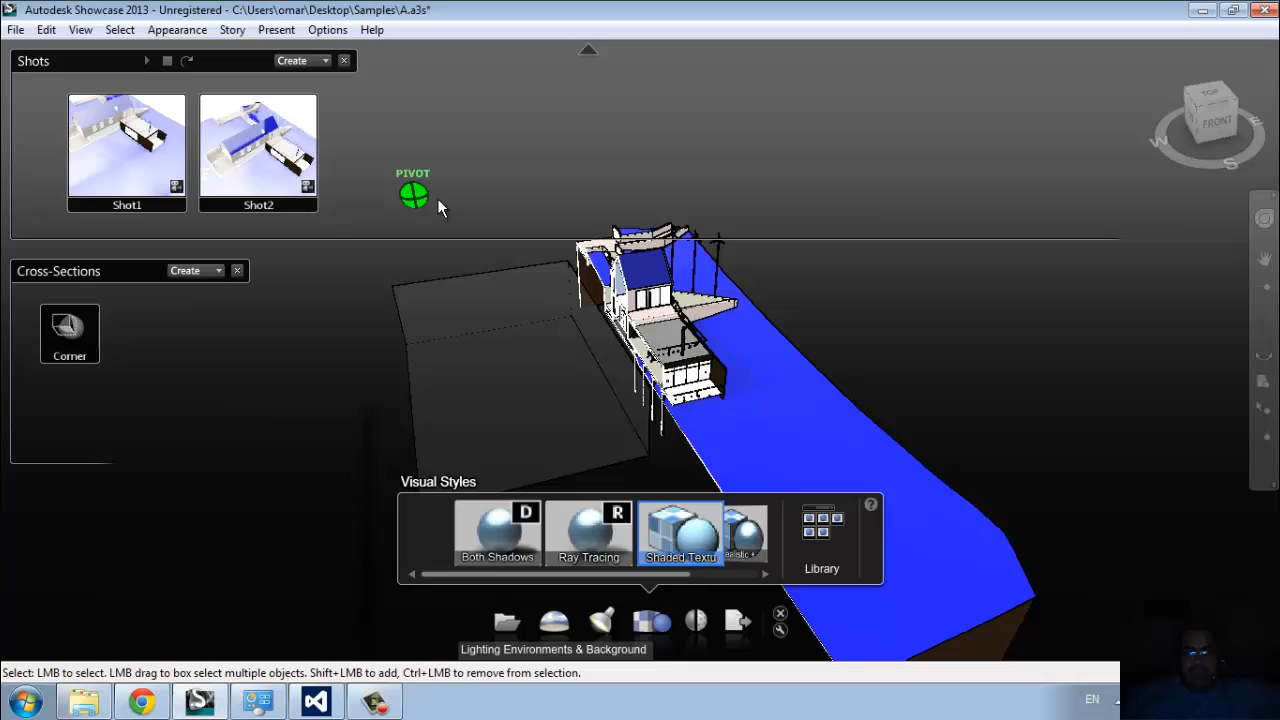 Autodesk Showcase 2013 - Unregistered - C:\Users\omar\Desktop\Samples\A.a3s*
File Edit View Select Appearance Story Present Options Help
Shots Create
Shot1 Shot2
PIVOT
TOP
FRONT
W S E
Cross-Sections Create
Corner
Visual Styles
D R
Both Shadows Ray Tracing Shaded Textu ealistic +
Library
?
Lighting Environments & Background
Select: LMB to select. LMB drag to box select multiple objects. Shift+LMB to add, Ctrl+LMB to remove from selection.
EN